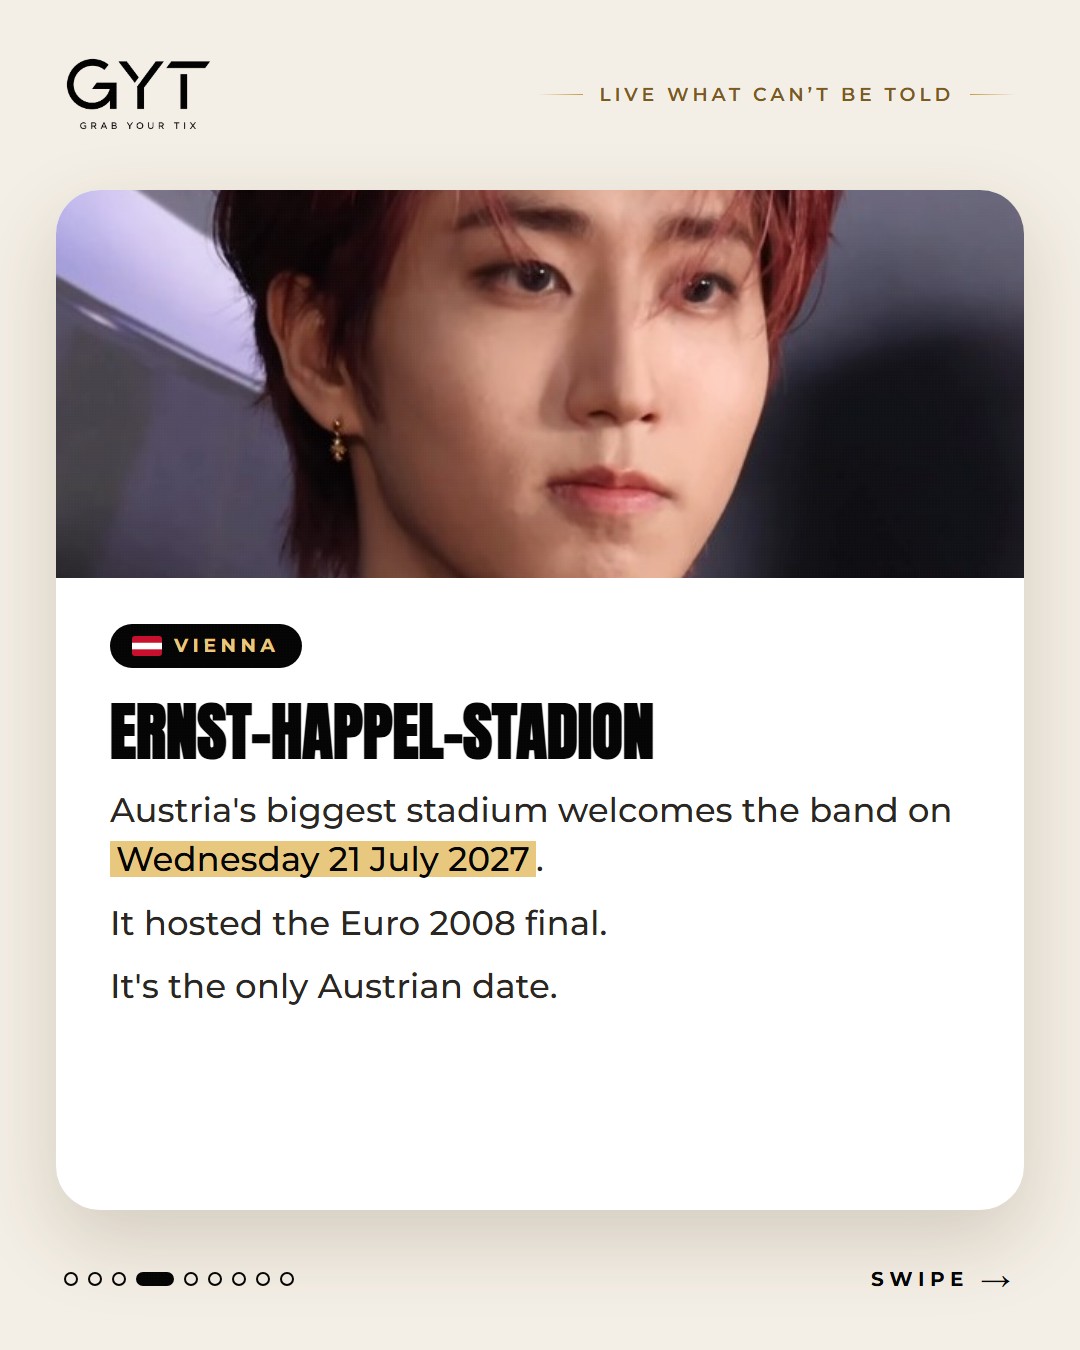 GYT
GRAB YOUR TIX
LIVE WHAT CAN’T BE TOLD
VIENNA
ERNST-HAPPEL-STADION
Austria's biggest stadium welcomes the band on
Wednesday 21 July 2027.
It hosted the Euro 2008 final.
It's the only Austrian date.
SWIPE →